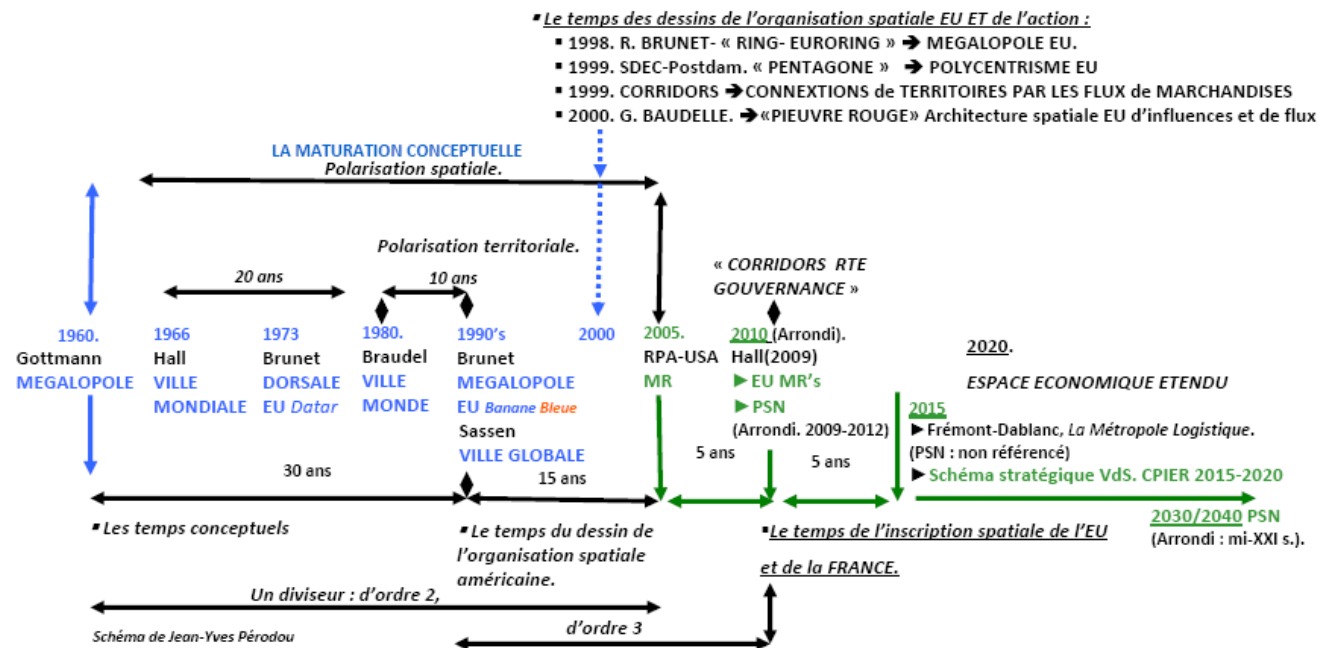 ▪ Le temps des dessins de l’organisation spatiale EU ET de l’action :
▪ 1998. R. BRUNET- « RING- EURORING » ➔ MEGALOPOLE EU.
▪ 1999. SDEC-Postdam. « PENTAGONE » ➔ POLYCENTRISME EU
▪ 1999. CORRIDORS ➔CONNEXTIONS de TERRITOIRES PAR LES FLUX de MARCHANDISES
▪ 2000. G. BAUDELLE. ➔«PIEUVRE ROUGE» Architecture spatiale EU d’influences et de flux
LA MATURATION CONCEPTUELLE
Polarisation spatiale.
Polarisation territoriale.
20 ans
10 ans
« CORRIDORS RTE
GOUVERNANCE »
1960.
Gottmann
MEGALOPOLE
1966
Hall
VILLE
MONDIALE
1973
Brunet
DORSALE
EU Datar
1980.
Braudel
VILLE
MONDE
1990’s
Brunet
MEGALOPOLE
EU Banane Bleue
Sassen
VILLE GLOBALE
2000
2005.
RPA-USA
MR
2010 (Arrondi).
Hall(2009)
►EU MR’s
►PSN
(Arrondi. 2009-2012)
2020.
ESPACE ECONOMIQUE ETENDU
2015
►Frémont-Dablanc, La Métropole Logistique.
(PSN : non référencé)
►Schéma stratégique VdS. CPIER 2015-2020
30 ans
15 ans
5 ans
5 ans
2030/2040 PSN
(Arrondi : mi-XXI s.).
▪ Les temps conceptuels
▪ Le temps du dessin de
l’organisation spatiale
américaine.
▪Le temps de l’inscription spatiale de l’EU
et de la FRANCE.
Un diviseur : d’ordre 2,
d’ordre 3
Schéma de Jean-Yves Pérodou